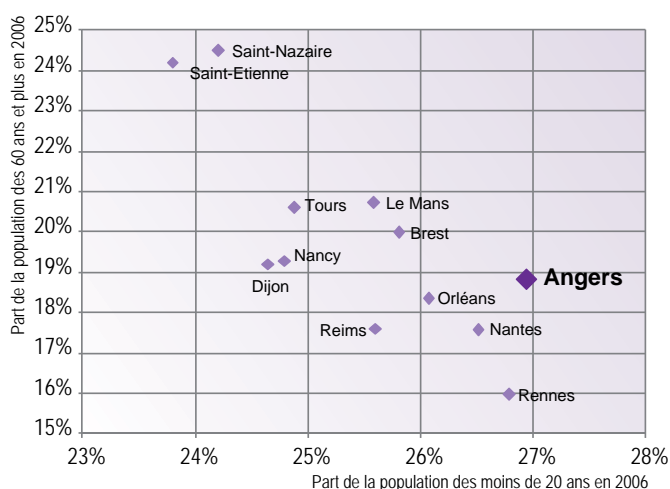 Part de la population des 60 ans et plus en 2006
25%
24%
23%
22%
21%
20%
19%
18%
17%
16%
15%
Saint-Nazaire
Saint-Etienne
Tours
Le Mans
Brest
Nancy
Dijon
Angers
Orléans
Reims
Nantes
Rennes
23%
24%
25%
26%
27%
28%
Part de la population des moins de 20 ans en 2006